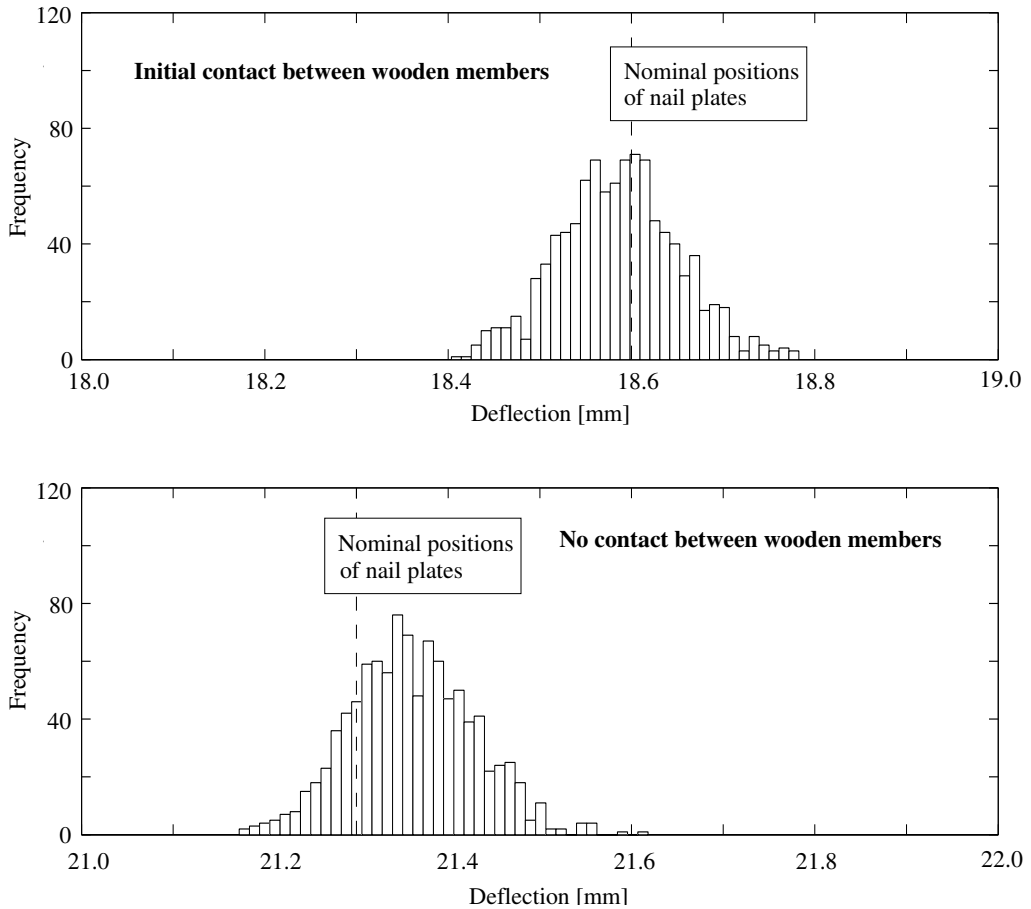 120
80
40
0
Frequency
Initial contact between wooden members
Nominal positions
of nail plates
18.0
18.2
18.4
18.6
18.8
19.0
Deflection [mm]
120
80
40
0
Frequency
Nominal positions
of nail plates
No contact between wooden members
21.0
21.2
21.4
21.6
21.8
22.0
Deflection [mm]